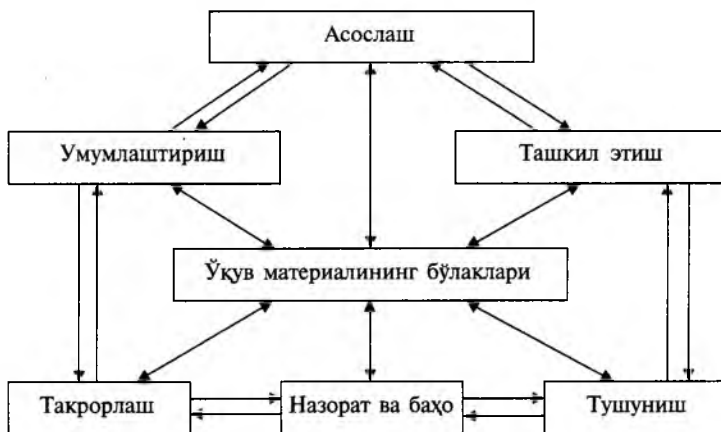 Асослаш
Умумлаштириш
Ташкил этиш
Ўқув материалининг бўлаклари
Такрорлаш
Назорат ва баҳо
Тушуниш